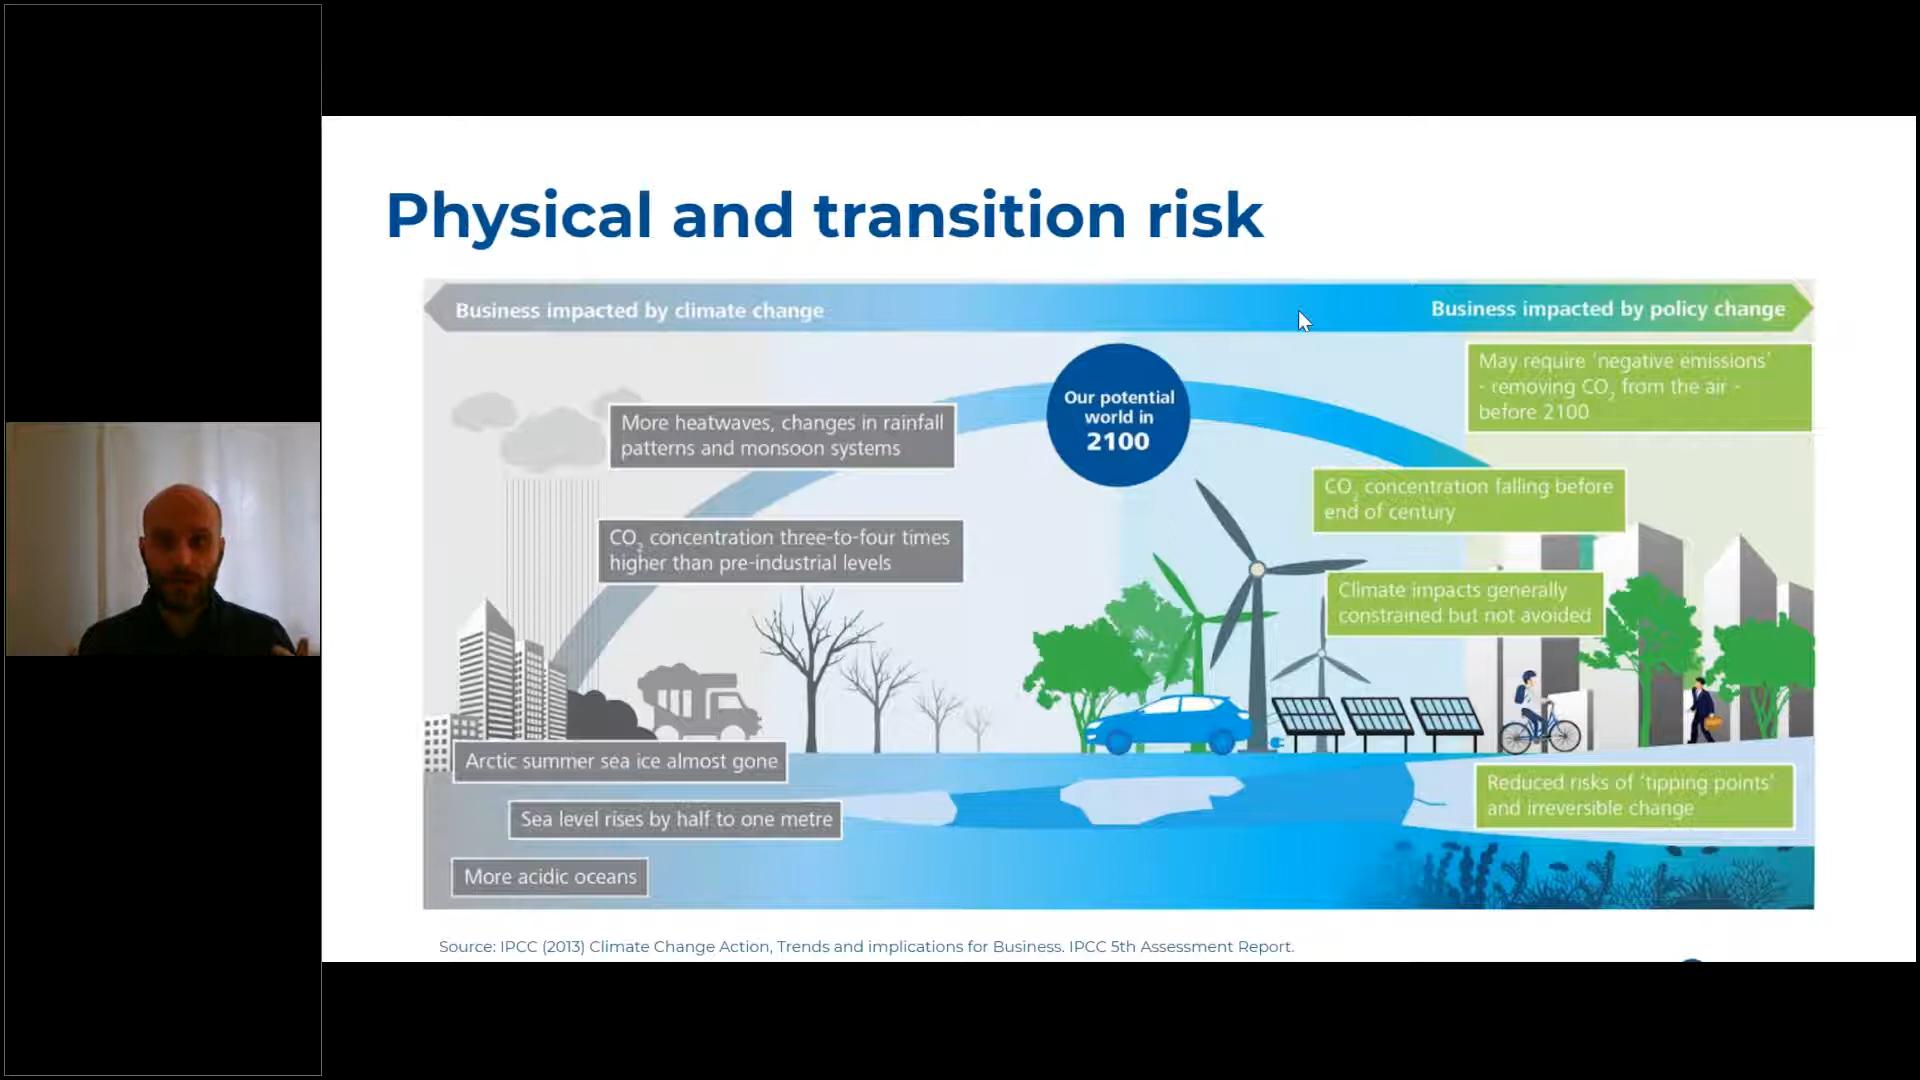 Physical and transition risk
Business impacted by climate change
Business impacted by policy change
Our potential
world in
2100
May require ‘negative emissions’
- removing CO₂ from the air -
before 2100
More heatwaves, changes in rainfall
patterns and monsoon systems
CO₂ concentration falling before
end of century
CO₂ concentration three-to-four times
higher than pre-industrial levels
Climate impacts generally
constrained but not avoided
Arctic summer sea ice almost gone
Reduced risks of ‘tipping points’
and irreversible change
Sea level rises by half to one metre
More acidic oceans
Source: IPCC (2013) Climate Change Action, Trends and implications for Business. IPCC 5th Assessment Report.